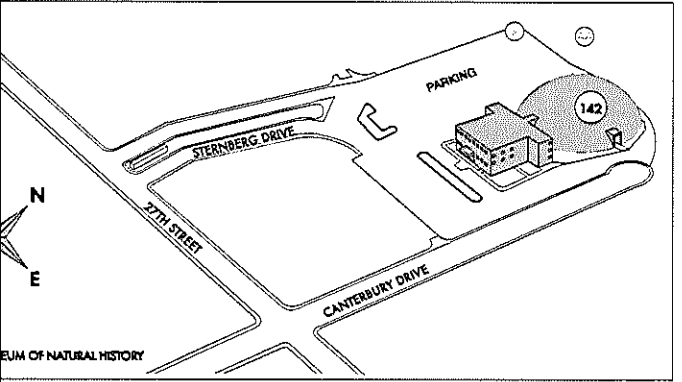 PARKING
142
STERNBERG DRIVE
N
27TH STREET
E
CANTERBURY DRIVE
EUM OF NATURAL HISTORY